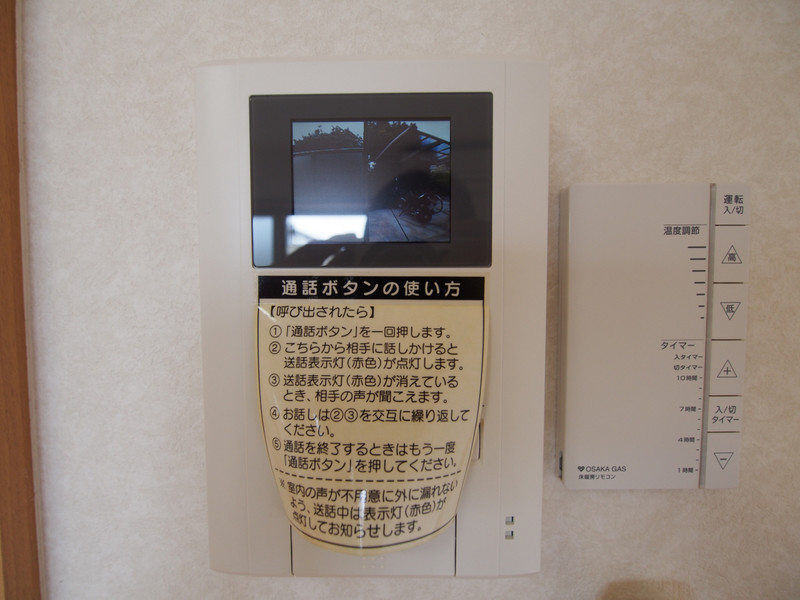 通話ボタンの使い方
【呼び出されたら】
①「通話ボタン」を一回押します。
② こちらから相手に話しかけると
送話表示灯(赤色)が点灯します。
③ 送話表示灯(赤色)が消えている
とき、相手の声が聞こえます。
④ お話しは②③を交互に繰り返して
ください。
⑤ 通話を終了するときはもう一度
「通話ボタン」を押してください。
※ 室内の声が不用意に外に漏れない
よう、送話中は表示灯(赤色)が
点灯してお知らせします。
運転
入/切
温度調節
高
低
タイマー
入タイマー
切タイマー
10時間
7時間
4時間
1時間
+
入/切
タイマー
−
OSAKA GAS
床暖房リモコン